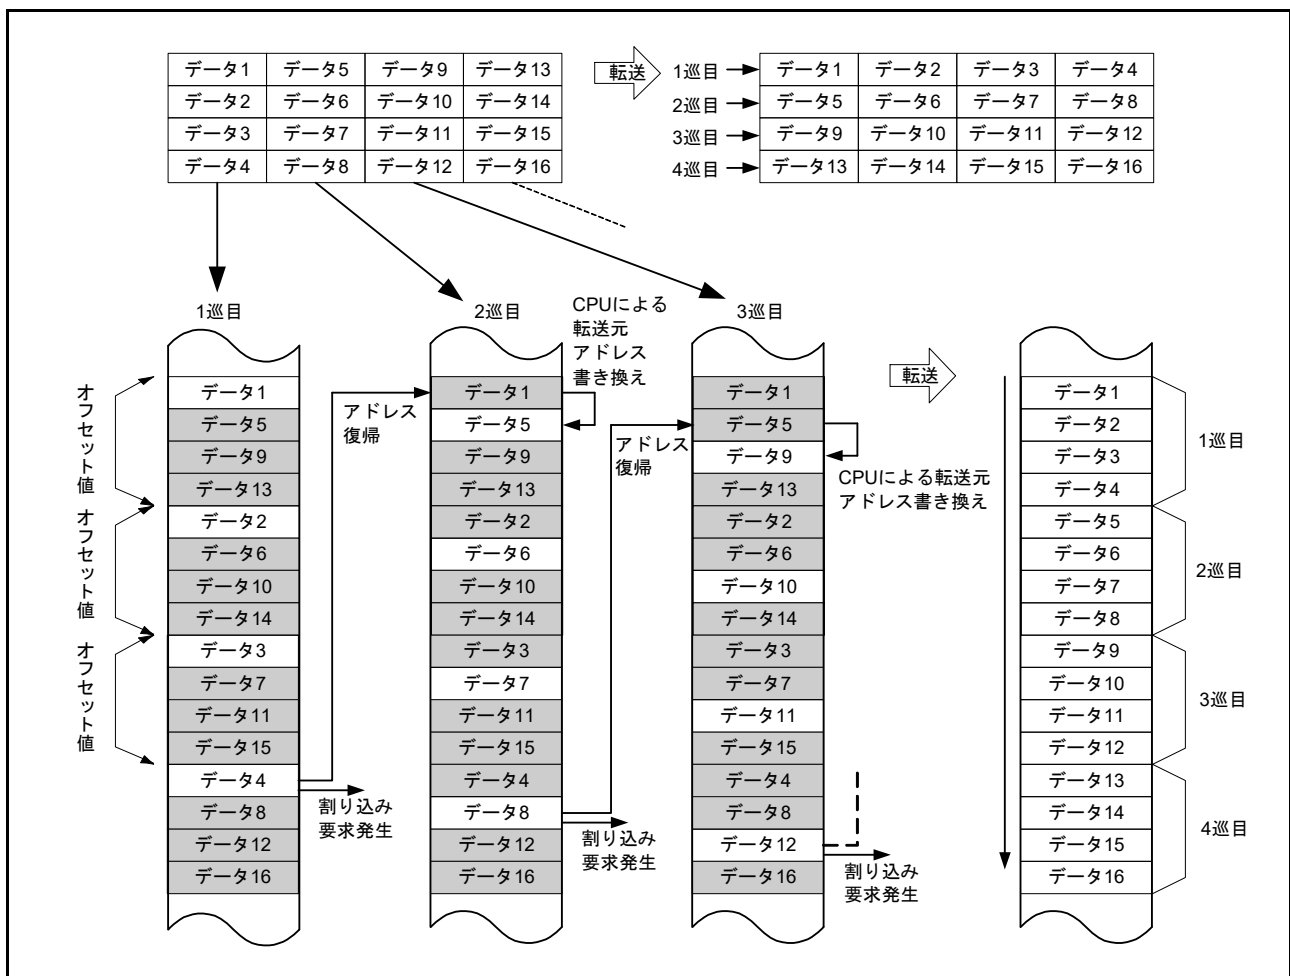 データ1 データ5 データ9 データ13
データ2 データ6 データ10 データ14
データ3 データ7 データ11 データ15
データ4 データ8 データ12 データ16
転送
1巡目 データ1 データ2 データ3 データ4
2巡目 データ5 データ6 データ7 データ8
3巡目 データ9 データ10 データ11 データ12
4巡目 データ13 データ14 データ15 データ16
1巡目
オフセット値
オフセット値
オフセット値
データ1
データ5
データ9
データ13
データ2
データ6
データ10
データ14
データ3
データ7
データ11
データ15
データ4
データ8
データ12
データ16
アドレス
復帰
割り込み
要求発生
2巡目
CPUによる
転送元
アドレス
書き換え
データ1
データ5
データ9
データ13
データ2
データ6
データ10
データ14
データ3
データ7
データ11
データ15
データ4
データ8
データ12
データ16
アドレス
復帰
割り込み
要求発生
3巡目
データ1
データ5
データ9
データ13
データ2
データ6
データ10
データ14
データ3
データ7
データ11
データ15
データ4
データ8
データ12
データ16
CPUによる転送元
アドレス書き換え
割り込み
要求発生
転送
データ1
データ2
データ3
データ4
データ5
データ6
データ7
データ8
データ9
データ10
データ11
データ12
データ13
データ14
データ15
データ16
1巡目
2巡目
3巡目
4巡目